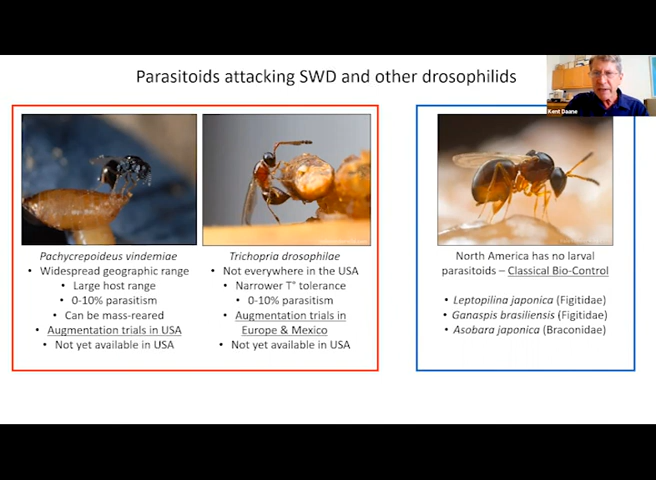 Parasitoids attacking SWD and other drosophilids
Kent Daane
Pachycrepoideus vindemiae
• Widespread geographic range
• Large host range
• 0-10% parasitism
• Can be mass-reared
• Augmentation trials in USA
• Not yet available in USA
Trichopria drosophilae
• Not everywhere in the USA
• Narrower T° tolerance
• 0-10% parasitism
• Augmentation trials in
Europe & Mexico
• Not yet available in USA
North America has no larval
parasitoids – Classical Bio-Control
• Leptopilina japonica (Figitidae)
• Ganaspis brasiliensis (Figitidae)
• Asobara japonica (Braconidae)